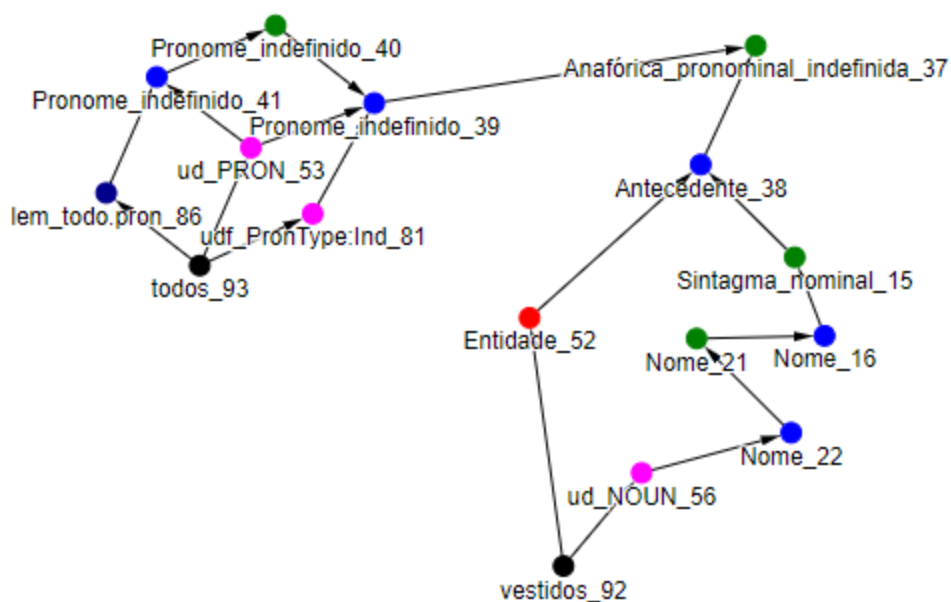 Pronome_indefinido_40
Anafórica_pronominal_indefinida_37
Pronome_indefinido_41
Pronome_indefinido_39
ud_PRON_53
Antecedente_38
lem_todo.pron_86
udf_PronType:Ind_81
Sintagma_nominal_15
todos_93
Entidade_52
Nome_21
Nome_16
Nome_22
ud_NOUN_56
vestidos_92